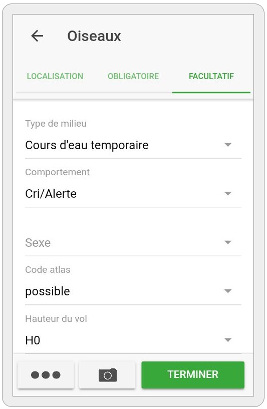 Oiseaux
LOCALISATION OBLIGATOIRE FACULTATIF
Type de milieu
Cours d'eau temporaire
Comportement
Cri/Alerte
Sexe
Code atlas
possible
Hauteur du vol
H0
TERMINER